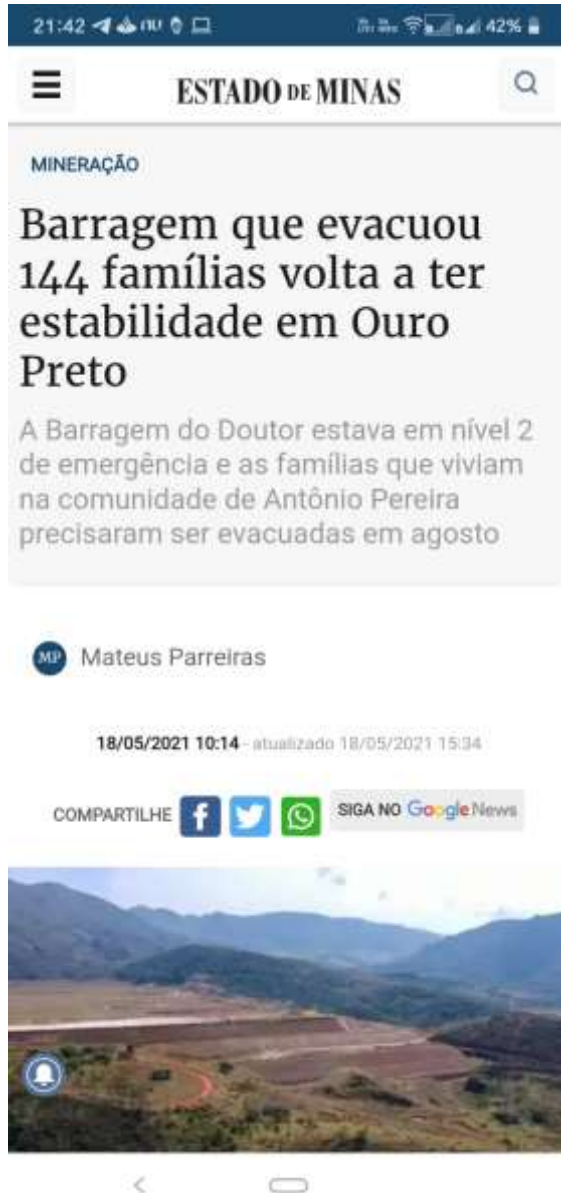 21:42
42%
ESTADO DE MINAS
MINERAÇÃO
Barragem que evacuou
144 famílias volta a ter
estabilidade em Ouro
Preto
A Barragem do Doutor estava em nível 2
de emergência e as famílias que viviam
na comunidade de Antônio Pereira
precisaram ser evacuadas em agosto
MP Mateus Parreiras
18/05/2021 10:14 - atualizado 18/05/2021 15:34
COMPARTILHE f SIGA NO Google News